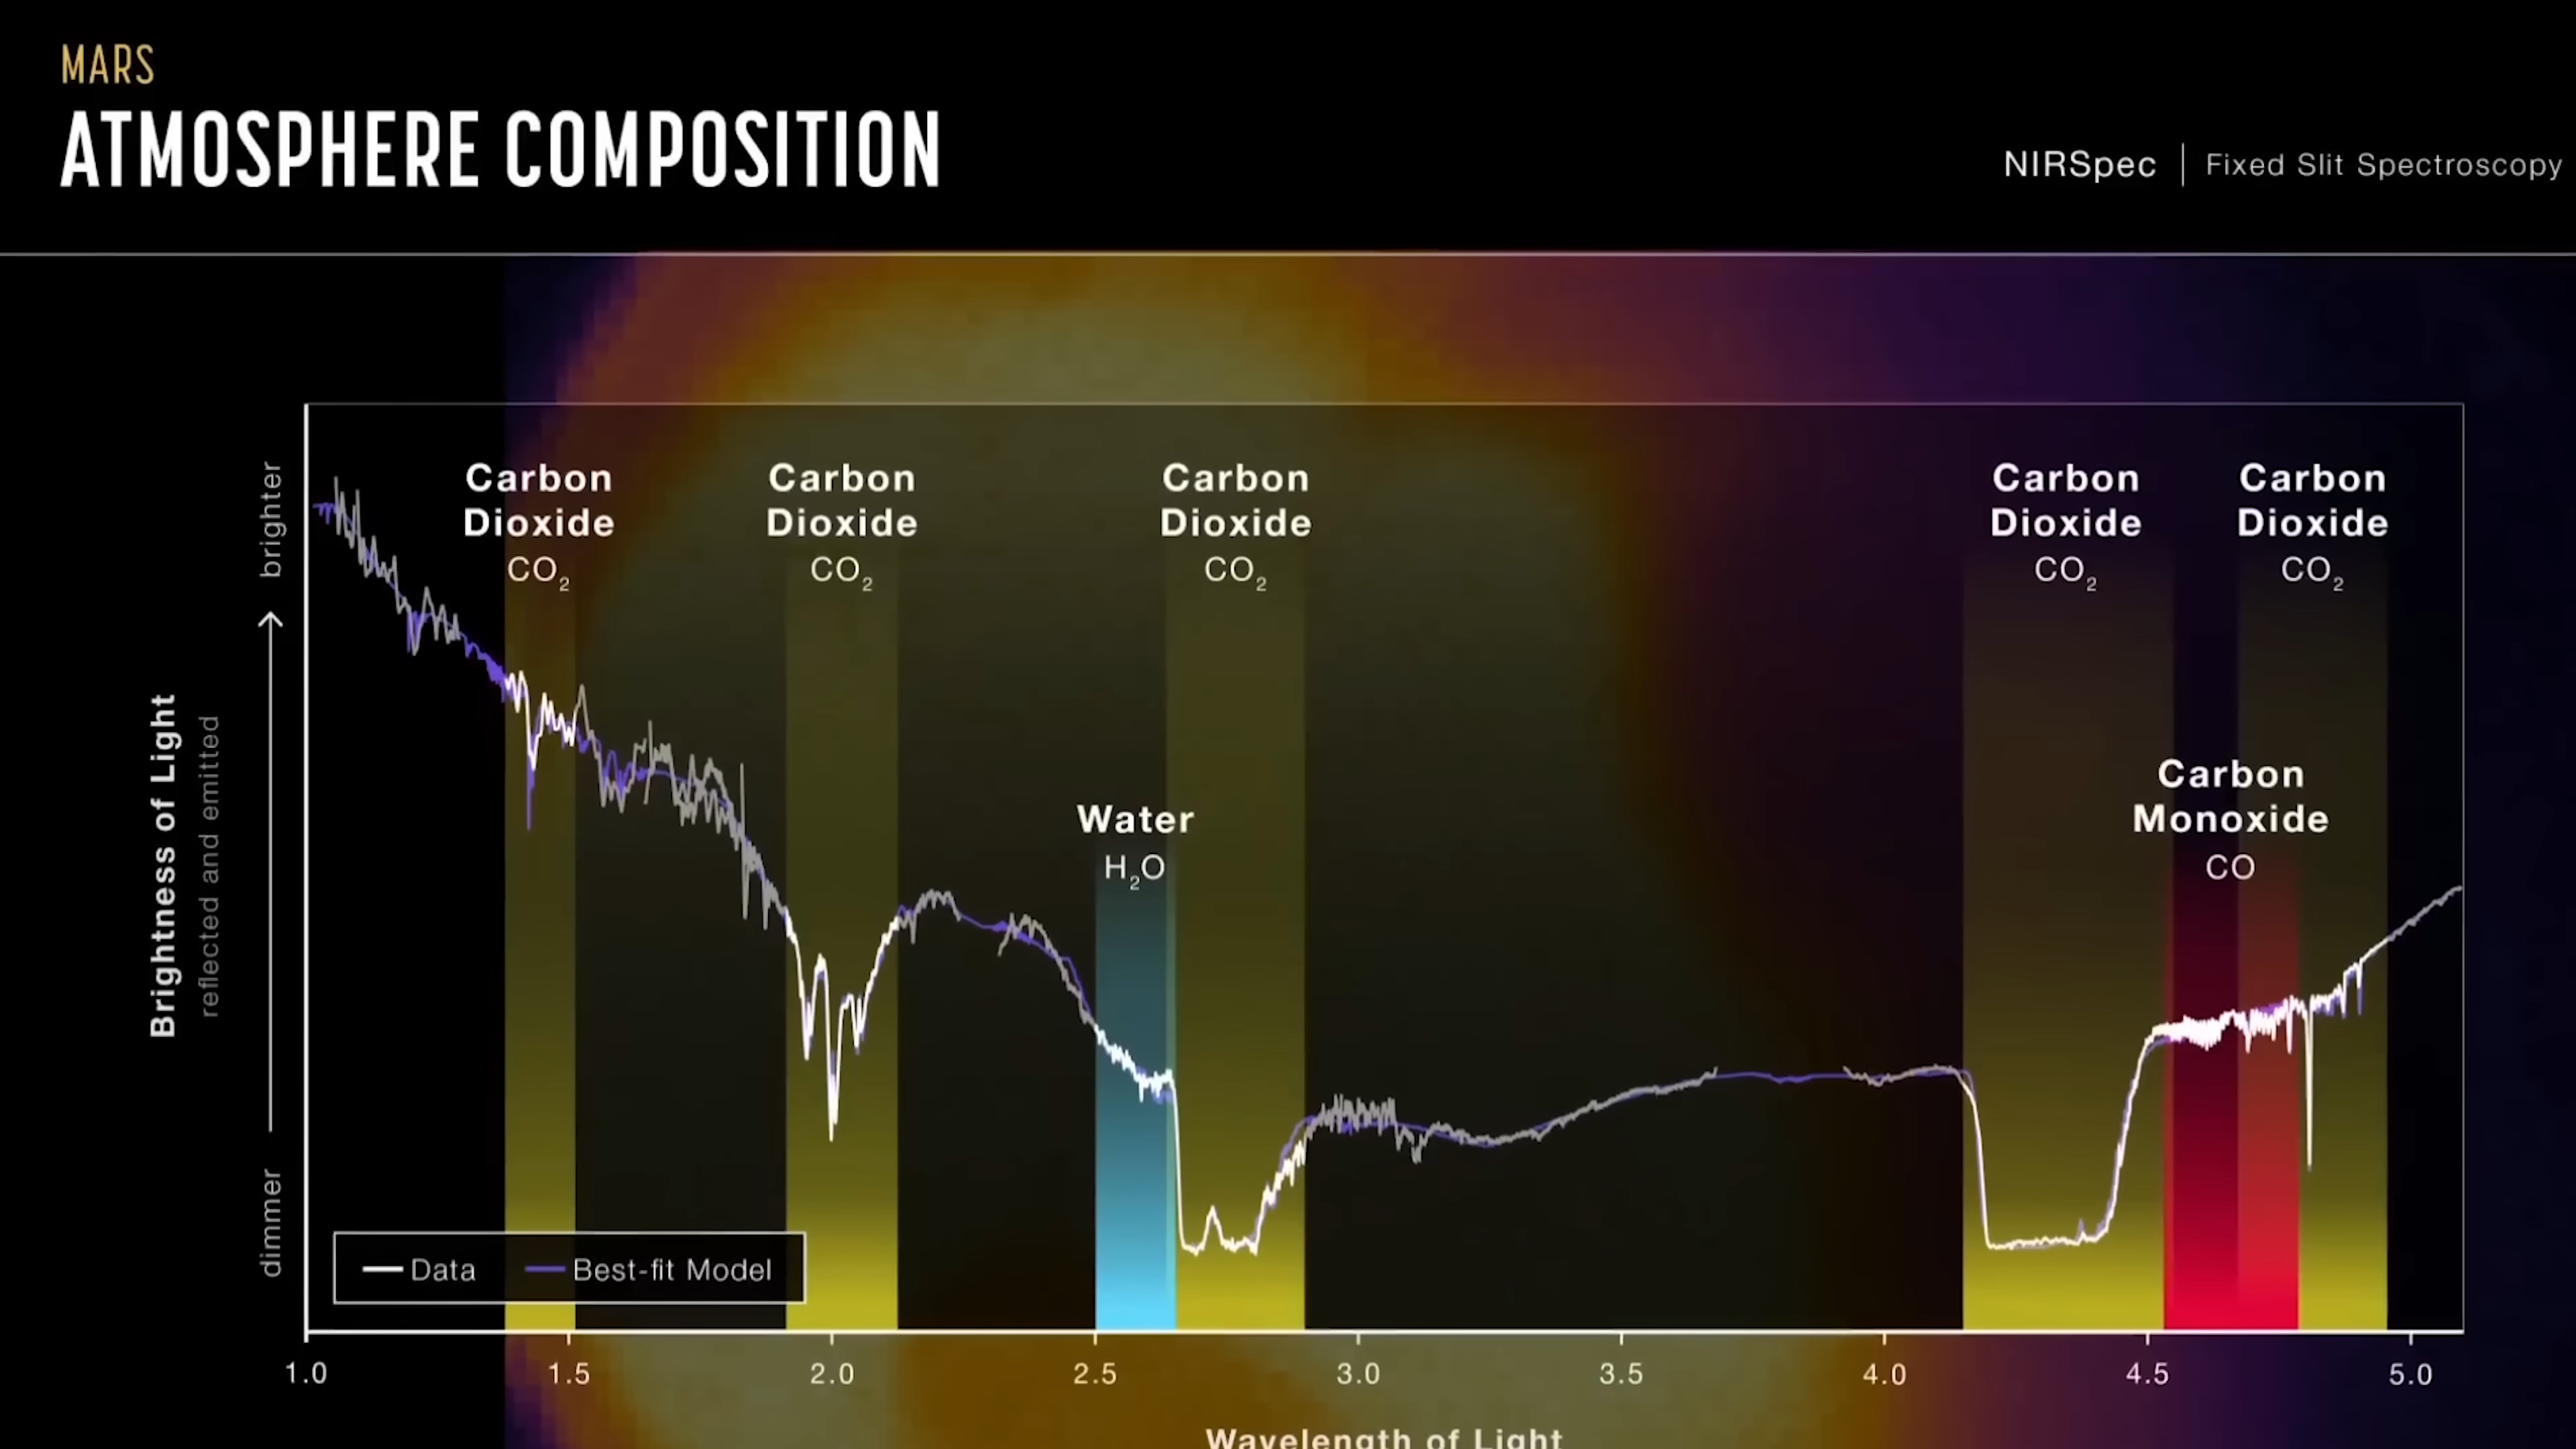 MARS
ATMOSPHERE COMPOSITION
NIRSpec | Fixed Slit Spectroscopy
Carbon
Dioxide
CO₂
Carbon
Dioxide
CO₂
Carbon
Dioxide
CO₂
Carbon
Dioxide
CO₂
Carbon
Dioxide
CO₂
Water
H₂O
Carbon
Monoxide
CO
brighter
dimmer
Brightness of Light
reflected and emitted
Data
Best-fit Model
1.0 1.5 2.0 2.5 3.0 3.5 4.0 4.5 5.0
Wavelength of Light